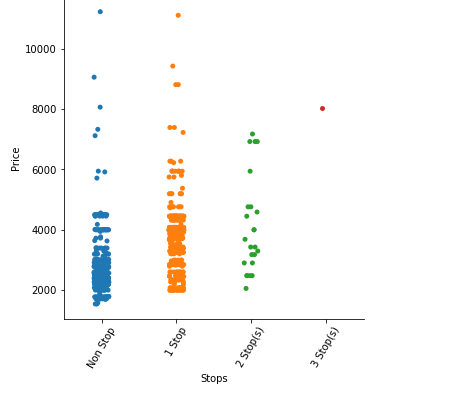 10000
8000
6000
4000
2000
Price
Non Stop
1 Stop
2 Stop(s)
3 Stop(s)
Stops